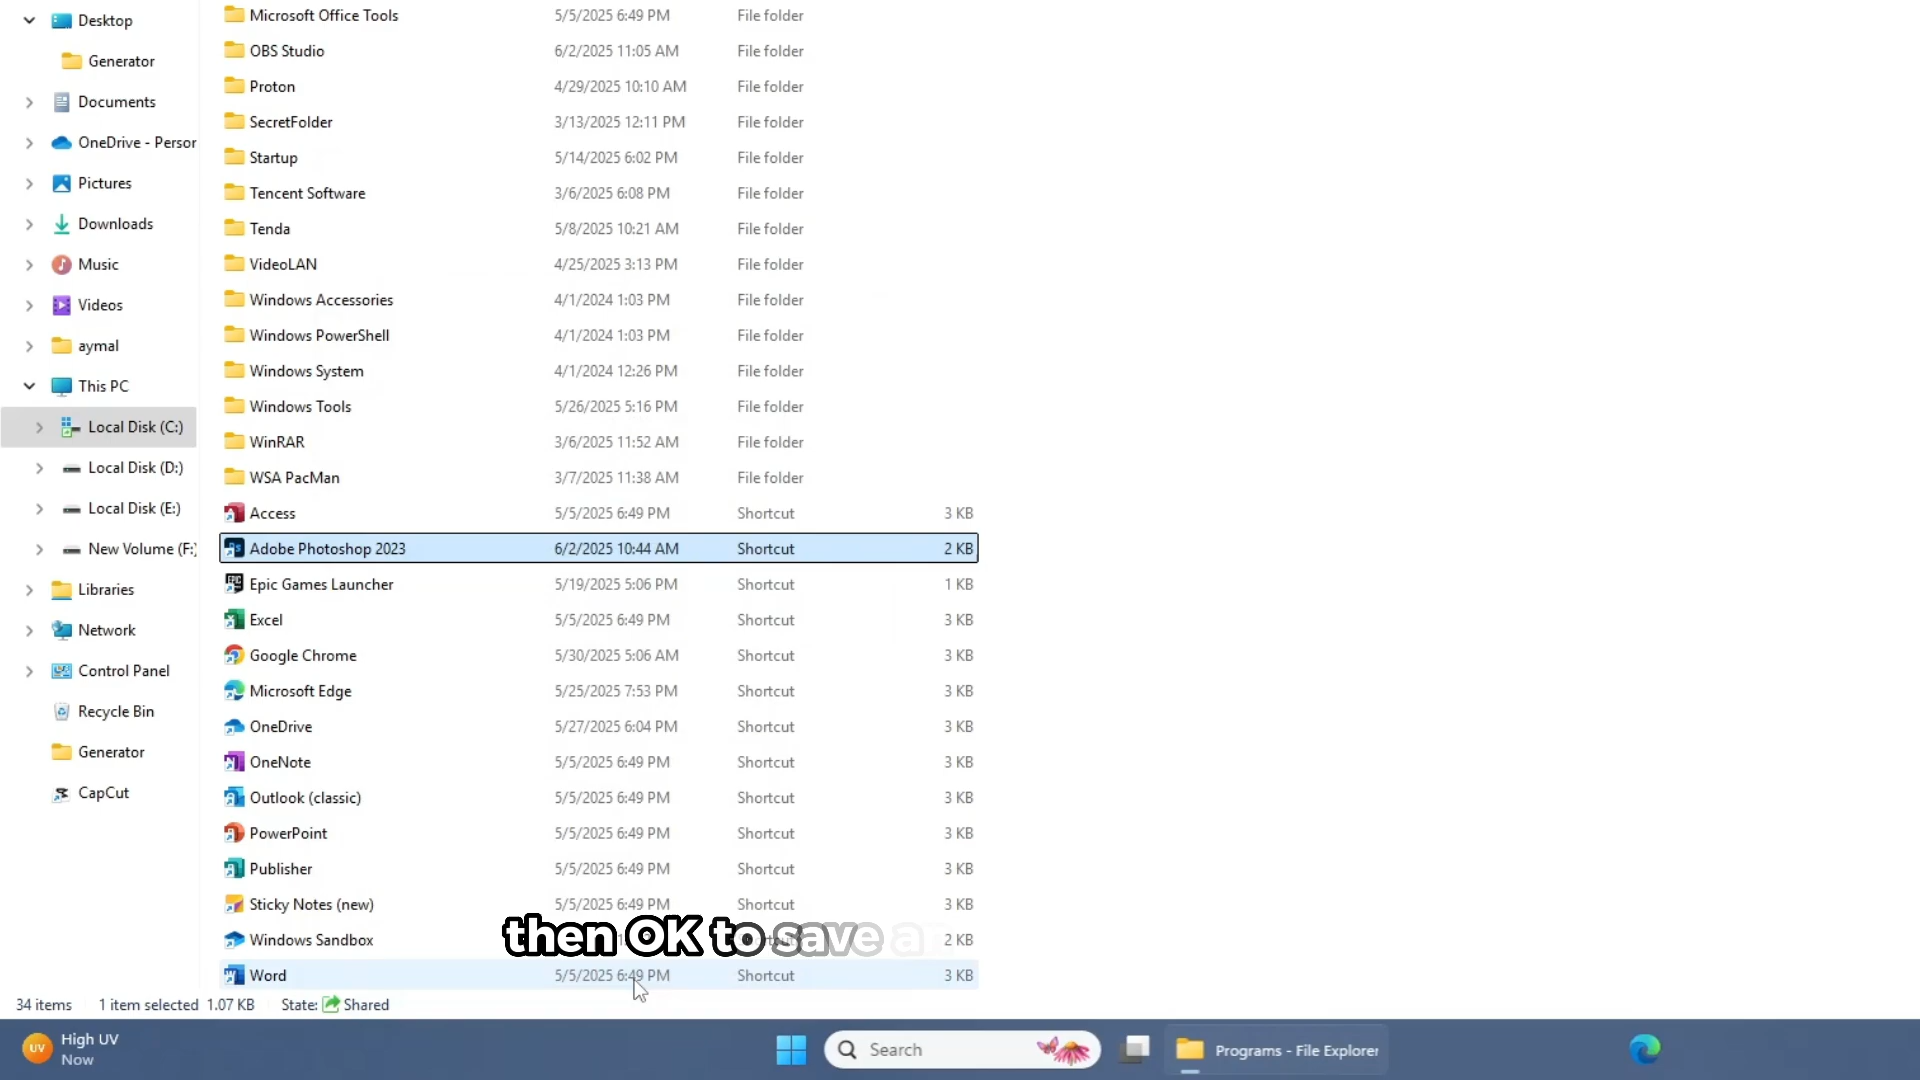 Desktop
Generator
Documents
OneDrive - Person
Pictures
Downloads
Music
Videos
aymal
This PC
Local Disk (C:)
Local Disk (D:)
Local Disk (E:)
New Volume (F:)
Libraries
Network
Control Panel
Recycle Bin
Generator
CapCut
Microsoft Office Tools 5/5/2025 6:49 PM File folder
OBS Studio 6/2/2025 11:05 AM File folder
Proton 4/29/2025 10:10 AM File folder
SecretFolder 3/13/2025 12:11 PM File folder
Startup 5/14/2025 6:02 PM File folder
Tencent Software 3/6/2025 6:08 PM File folder
Tenda 5/8/2025 10:21 AM File folder
VideoLAN 4/25/2025 3:13 PM File folder
Windows Accessories 4/1/2024 1:03 PM File folder
Windows PowerShell 4/1/2024 1:03 PM File folder
Windows System 4/1/2024 12:26 PM File folder
Windows Tools 5/26/2025 5:16 PM File folder
WinRAR 3/6/2025 11:52 AM File folder
WSA PacMan 3/7/2025 11:38 AM File folder
Access 5/5/2025 6:49 PM Shortcut 3 KB
Adobe Photoshop 2023 6/2/2025 10:44 AM Shortcut 2 KB
Epic Games Launcher 5/19/2025 5:06 PM Shortcut 1 KB
Excel 5/5/2025 6:49 PM Shortcut 3 KB
Google Chrome 5/30/2025 5:06 AM Shortcut 3 KB
Microsoft Edge 5/25/2025 7:53 PM Shortcut 3 KB
OneDrive 5/27/2025 6:04 PM Shortcut 3 KB
OneNote 5/5/2025 6:49 PM Shortcut 3 KB
Outlook (classic) 5/5/2025 6:49 PM Shortcut 3 KB
PowerPoint 5/5/2025 6:49 PM Shortcut 3 KB
Publisher 5/5/2025 6:49 PM Shortcut 3 KB
Sticky Notes (new) 5/5/2025 6:49 PM Shortcut 3 KB
Windows Sandbox 2 KB
then OK to save a
Word 5/5/2025 6:49 PM Shortcut 3 KB
34 items 1 item selected 1.07 KB State: Shared
UV High UV
Now
Search
Programs - File Explorer